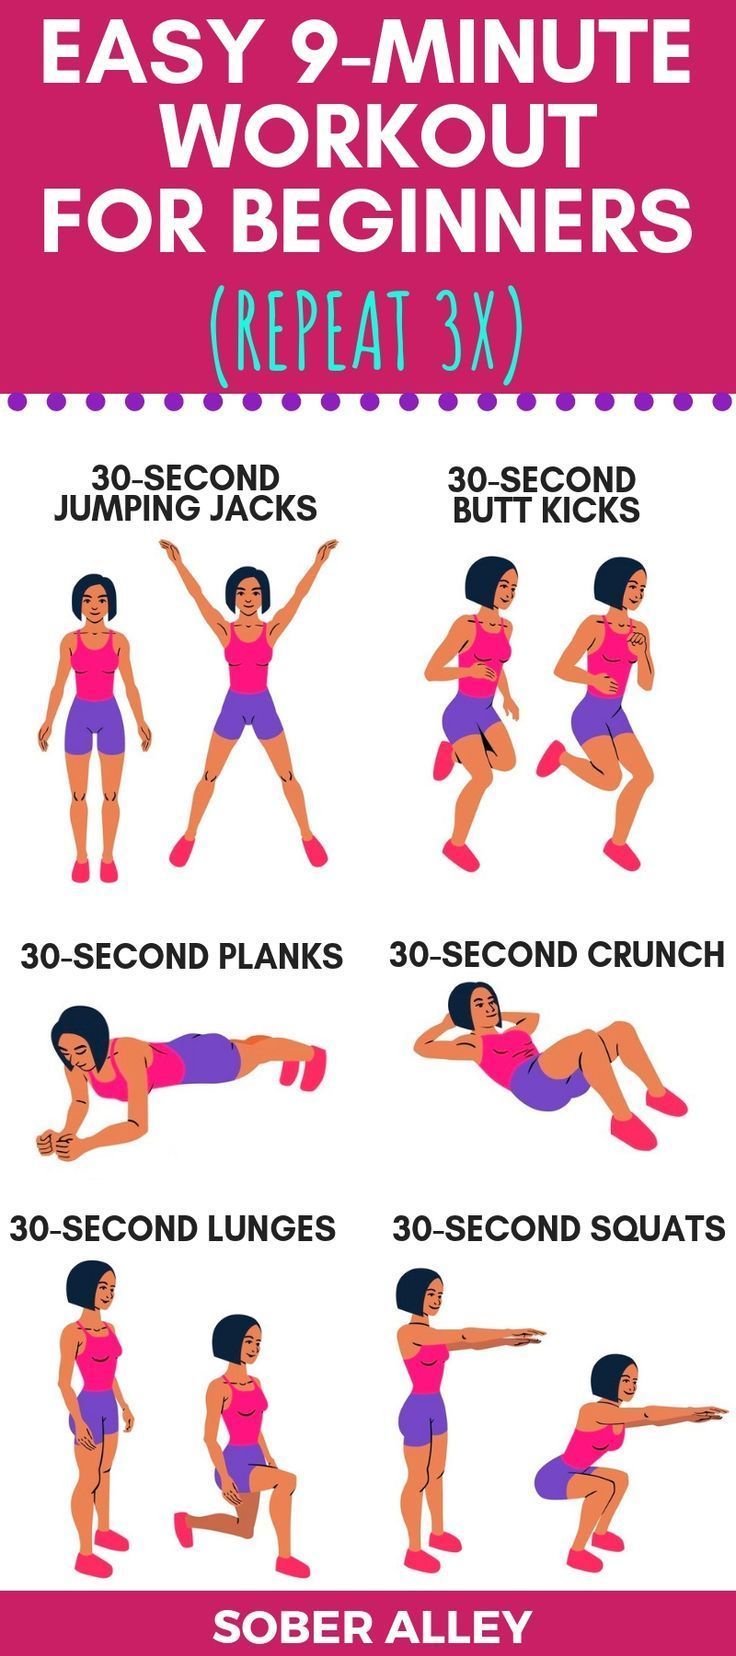 EASY 9-MINUTE
WORKOUT
FOR BEGINNERS
(REPEAT 3X)
30-SECOND
JUMPING JACKS
30-SECOND
BUTT KICKS
30-SECOND PLANKS
30-SECOND CRUNCH
30-SECOND LUNGES
30-SECOND SQUATS
SOBER ALLEY